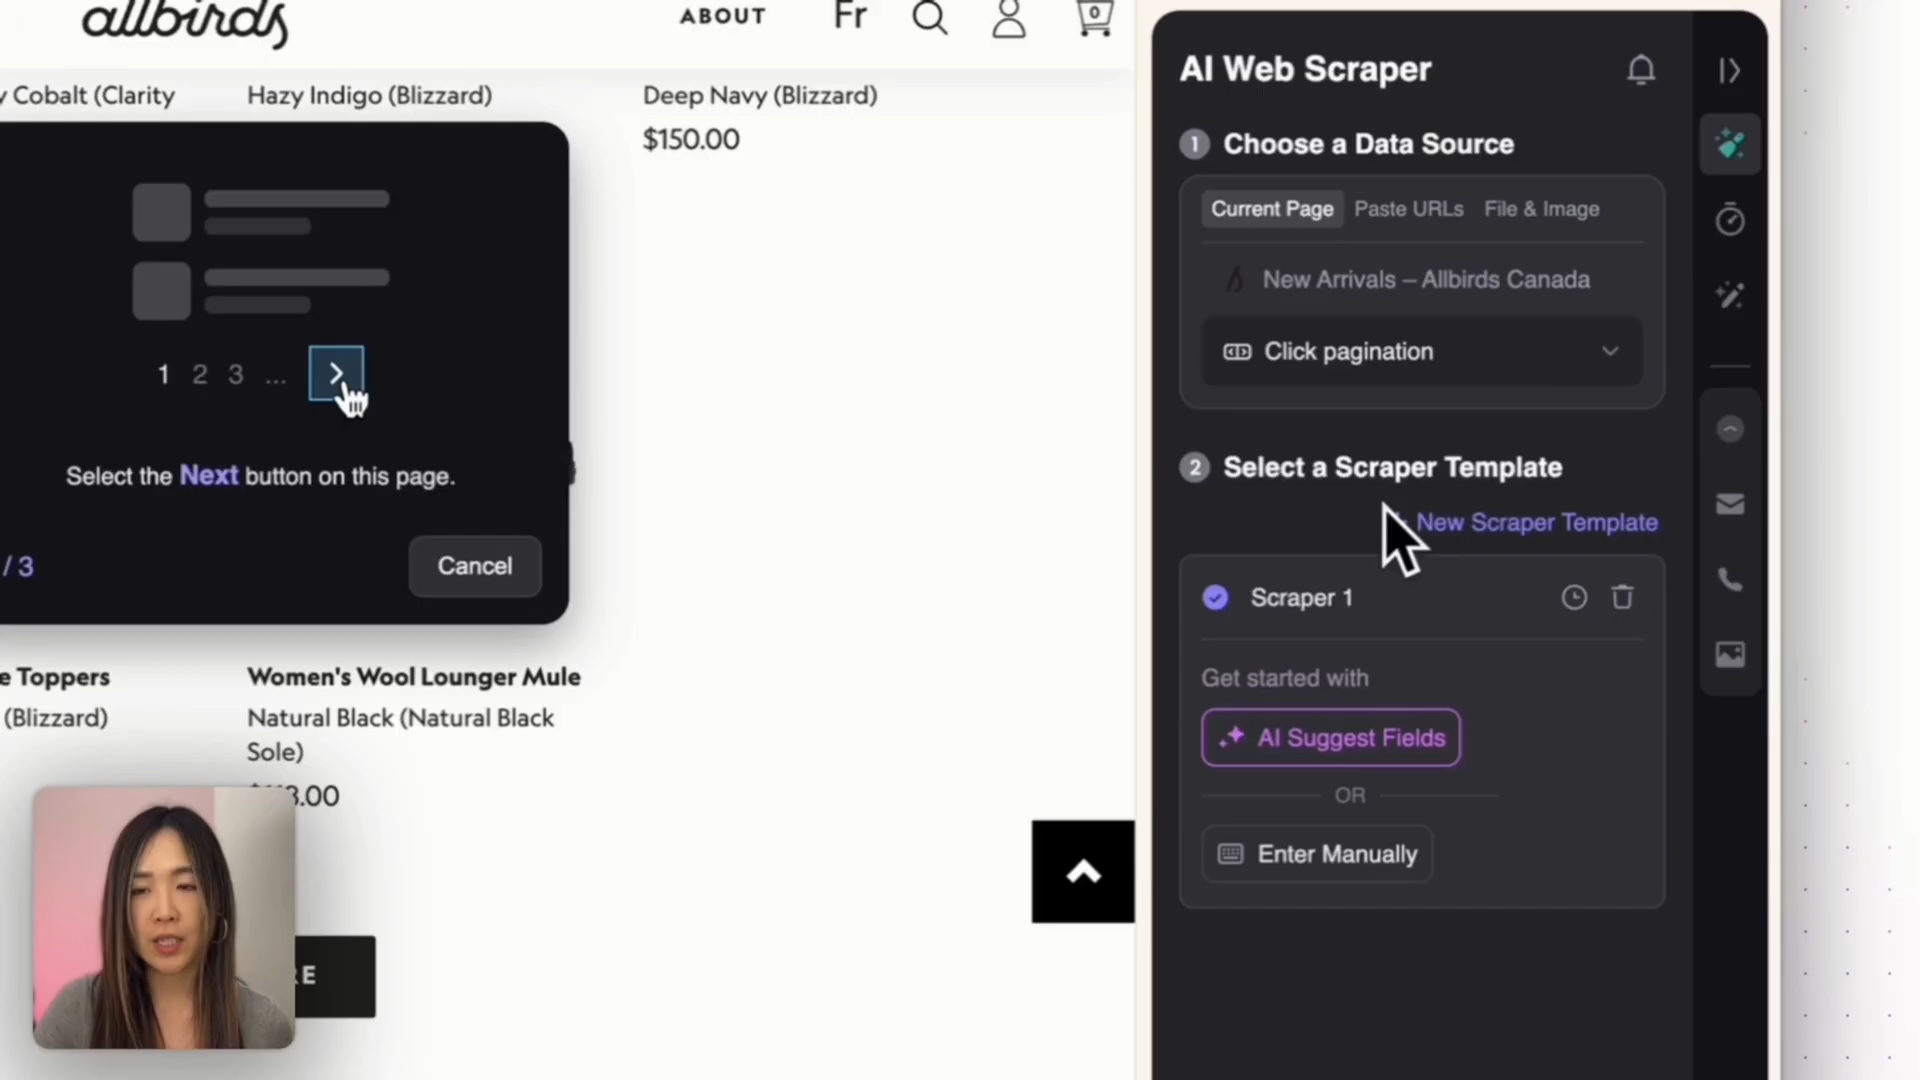 allbirds
ABOUT
Fr
0
y Cobalt (Clarity
Hazy Indigo (Blizzard)
Deep Navy (Blizzard)
$150.00
1 2 3 ...
Select the Next button on this page.
/ 3
Cancel
e Toppers
(Blizzard)
Women's Wool Lounger Mule
Natural Black (Natural Black
Sole)
.00
RE
AI Web Scraper
1 Choose a Data Source
Current Page
Paste URLs
File & Image
New Arrivals – Allbirds Canada
Click pagination
2 Select a Scraper Template
New Scraper Template
Scraper 1
Get started with
AI Suggest Fields
OR
Enter Manually